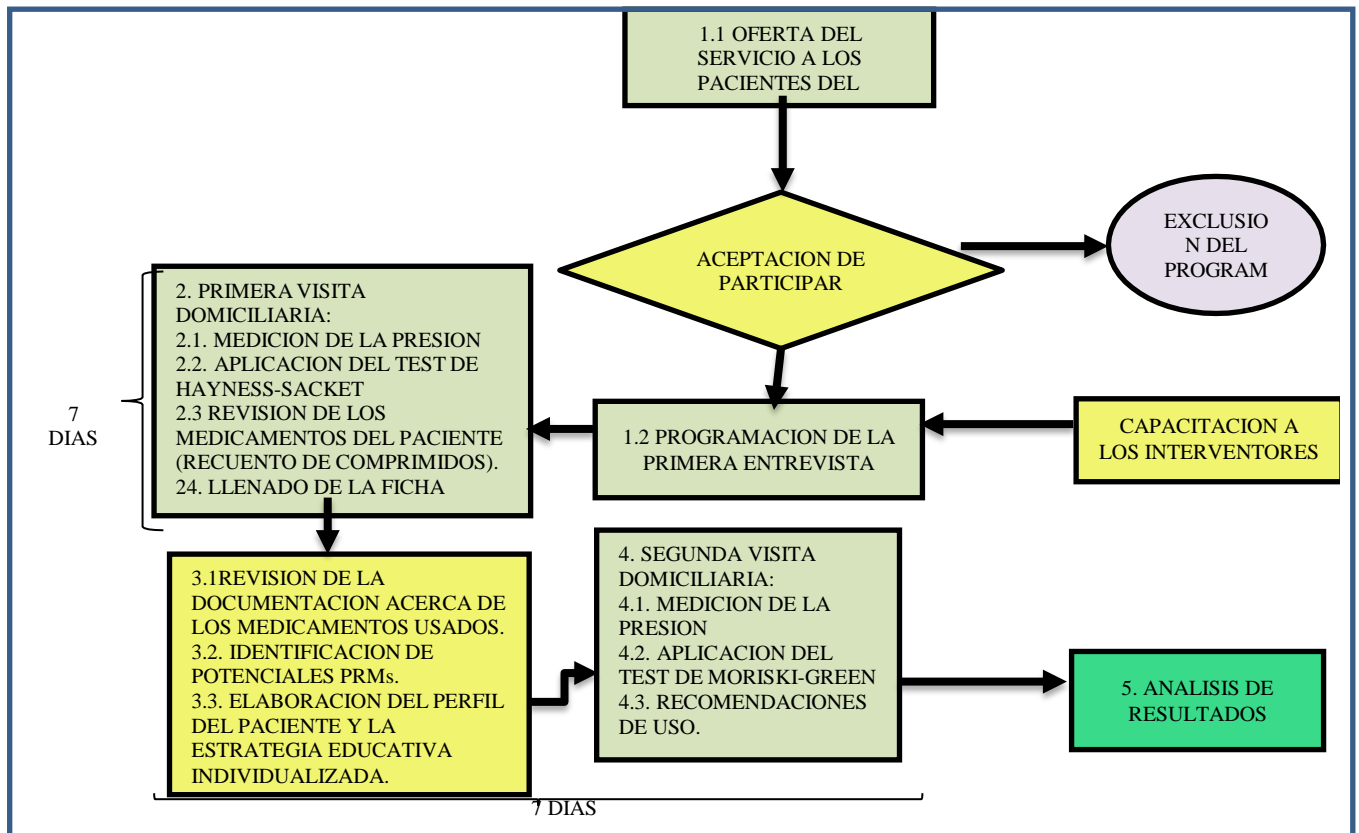 1.1 OFERTA DEL
SERVICIO A LOS
PACIENTES DEL
ACEPTACION DE
PARTICIPAR
EXCLUSIO
N DEL
PROGRAM
2. PRIMERA VISITA
DOMICILIARIA:
2.1. MEDICION DE LA PRESION
2.2. APLICACION DEL TEST DE
HAYNESS-SACKET
2.3 REVISION DE LOS
MEDICAMENTOS DEL PACIENTE
(RECUENTO DE COMPRIMIDOS).
24. LLENADO DE LA FICHA
7
DIAS
1.2 PROGRAMACION DE LA
PRIMERA ENTREVISTA
CAPACITACION A
LOS INTERVENTORES
3.1REVISION DE LA
DOCUMENTACION ACERCA DE
LOS MEDICAMENTOS USADOS.
3.2. IDENTIFICACION DE
POTENCIALES PRMs.
3.3. ELABORACION DEL PERFIL
DEL PACIENTE Y LA
ESTRATEGIA EDUCATIVA
INDIVIDUALIZADA.
4. SEGUNDA VISITA
DOMICILIARIA:
4.1. MEDICION DE LA
PRESION
4.2. APLICACION DEL
TEST DE MORISKI-GREEN
4.3. RECOMENDACIONES
DE USO.
5. ANALISIS DE
RESULTADOS
7 DIAS